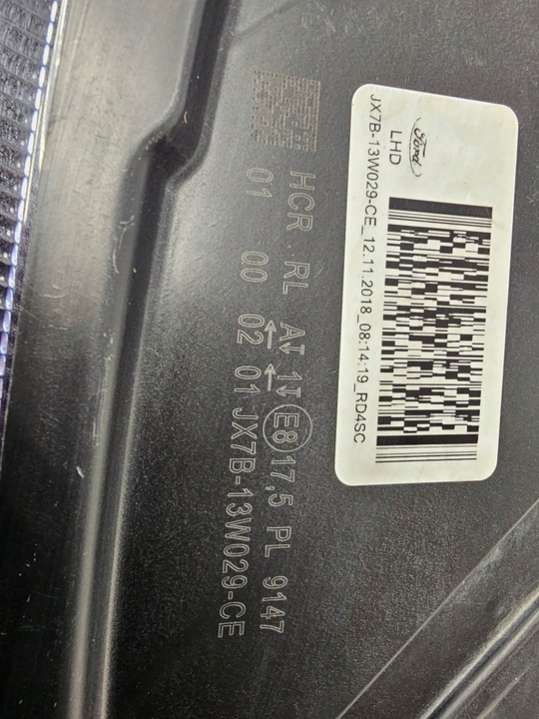 Ford
LHD
JX7B-13W029-CE_12.11.2018_08:14:19_RD4SC
HCR RL A 1 E8 17,5 PL 9147
01 00 02 01 JX7B-13W029-CE